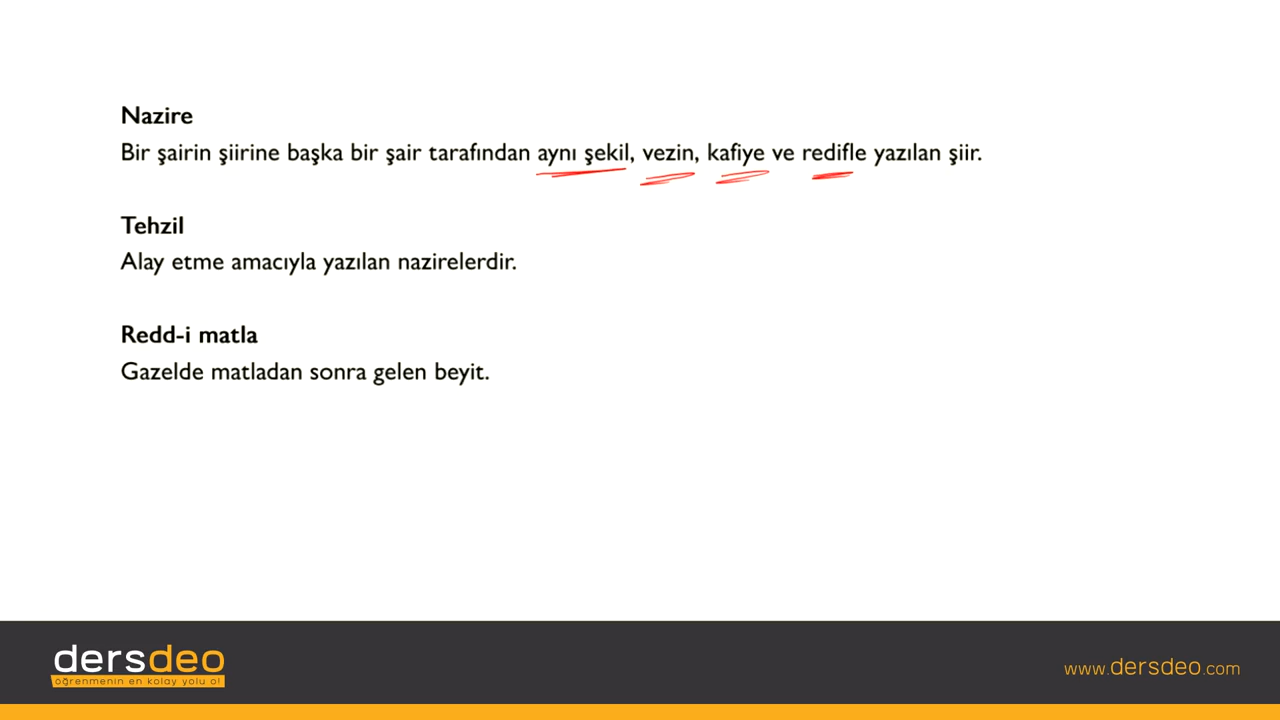 Nazire
Bir şairin şiirine başka bir şair tarafından aynı şekil, vezin, kafiye ve redifle yazılan şiir.
Tehzil
Alay etme amacıyla yazılan nazirelerdir.
Redd-i matla
Gazelde matladan sonra gelen beyit.
dersdeo
öğrenmenin en kolay yolu o!
www.dersdeo.com